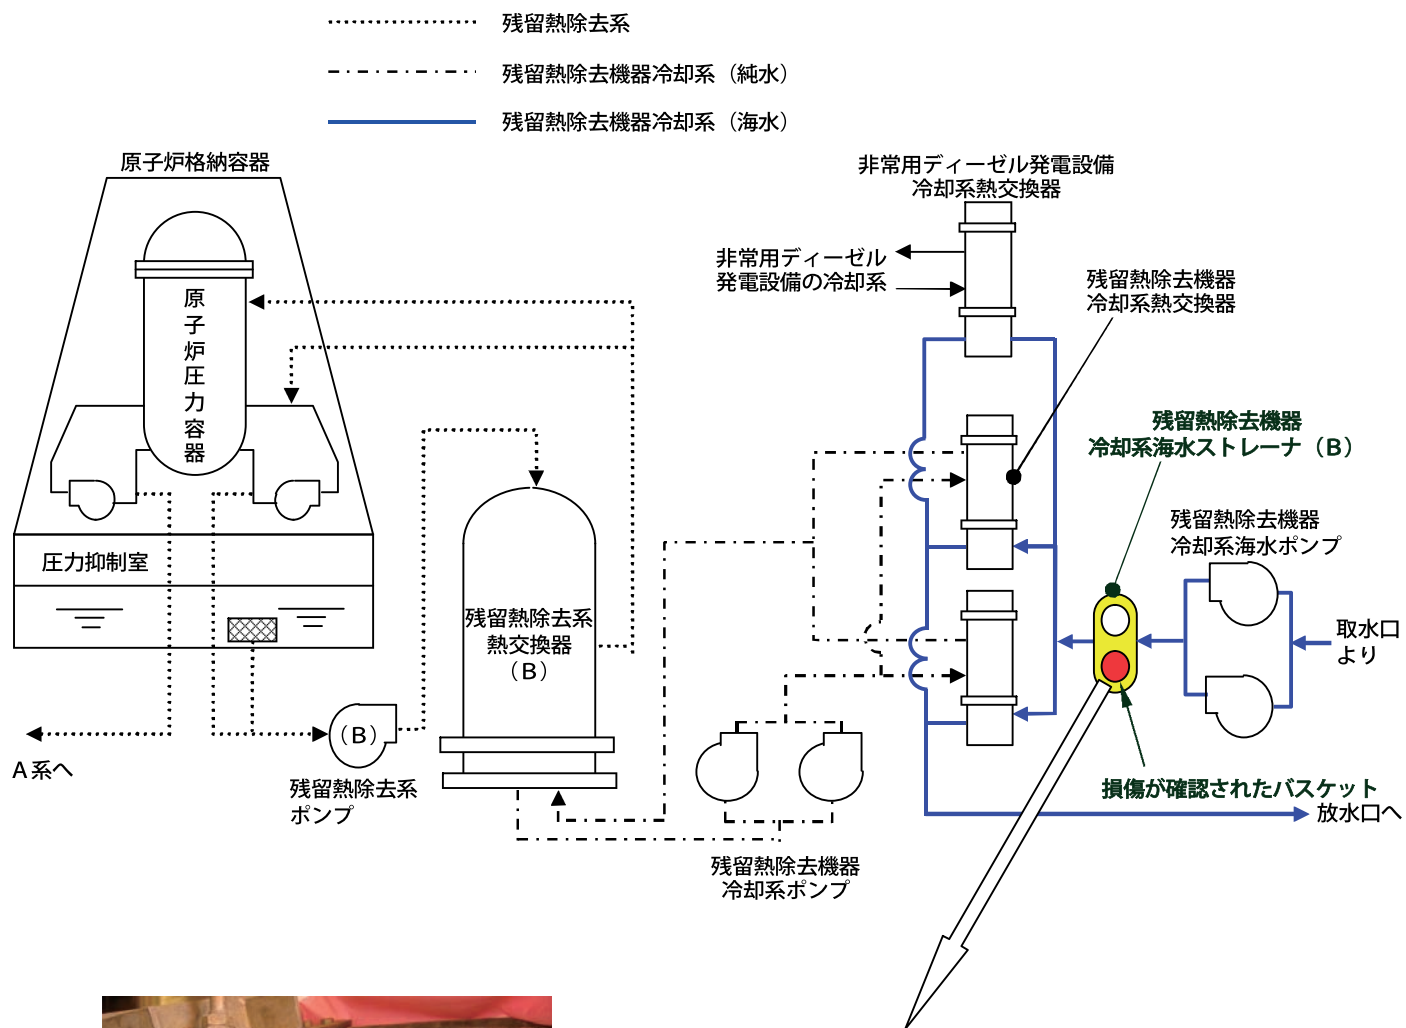 残留熱除去系
残留熱除去機器冷却系（純水）
残留熱除去機器冷却系（海水）
原子炉格納容器
原子炉圧力容器
圧力抑制室
A系へ
（B）
残留熱除去系
ポンプ
残留熱除去系
熱交換器
（B）
残留熱除去機器
冷却系ポンプ
非常用ディーゼル発電設備
冷却系熱交換器
非常用ディーゼル
発電設備の冷却系
残留熱除去機器
冷却系熱交換器
残留熱除去機器
冷却系海水ストレーナ（B）
残留熱除去機器
冷却系海水ポンプ
取水口
より
損傷が確認されたバスケット
放水口へ